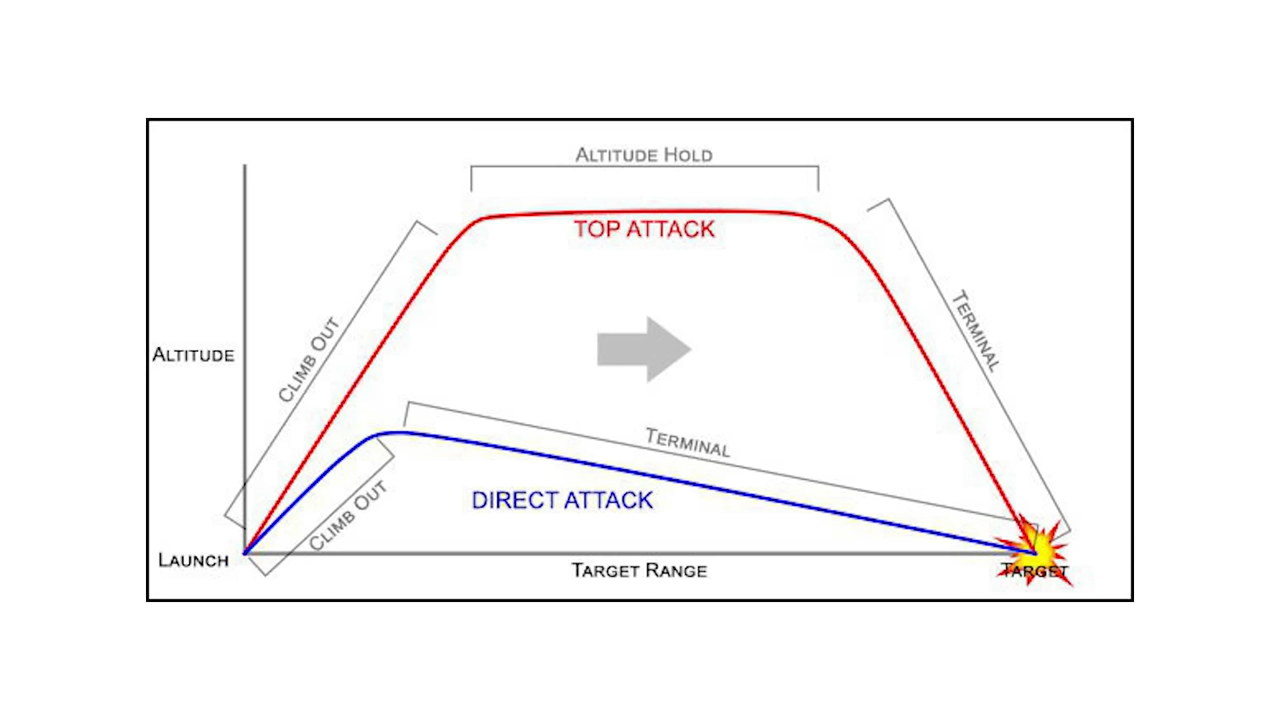 ALTITUDE HOLD
TOP ATTACK
CLIMB OUT
TERMINAL
ALTITUDE
TERMINAL
CLIMB OUT
DIRECT ATTACK
LAUNCH
TARGET RANGE
TARGET